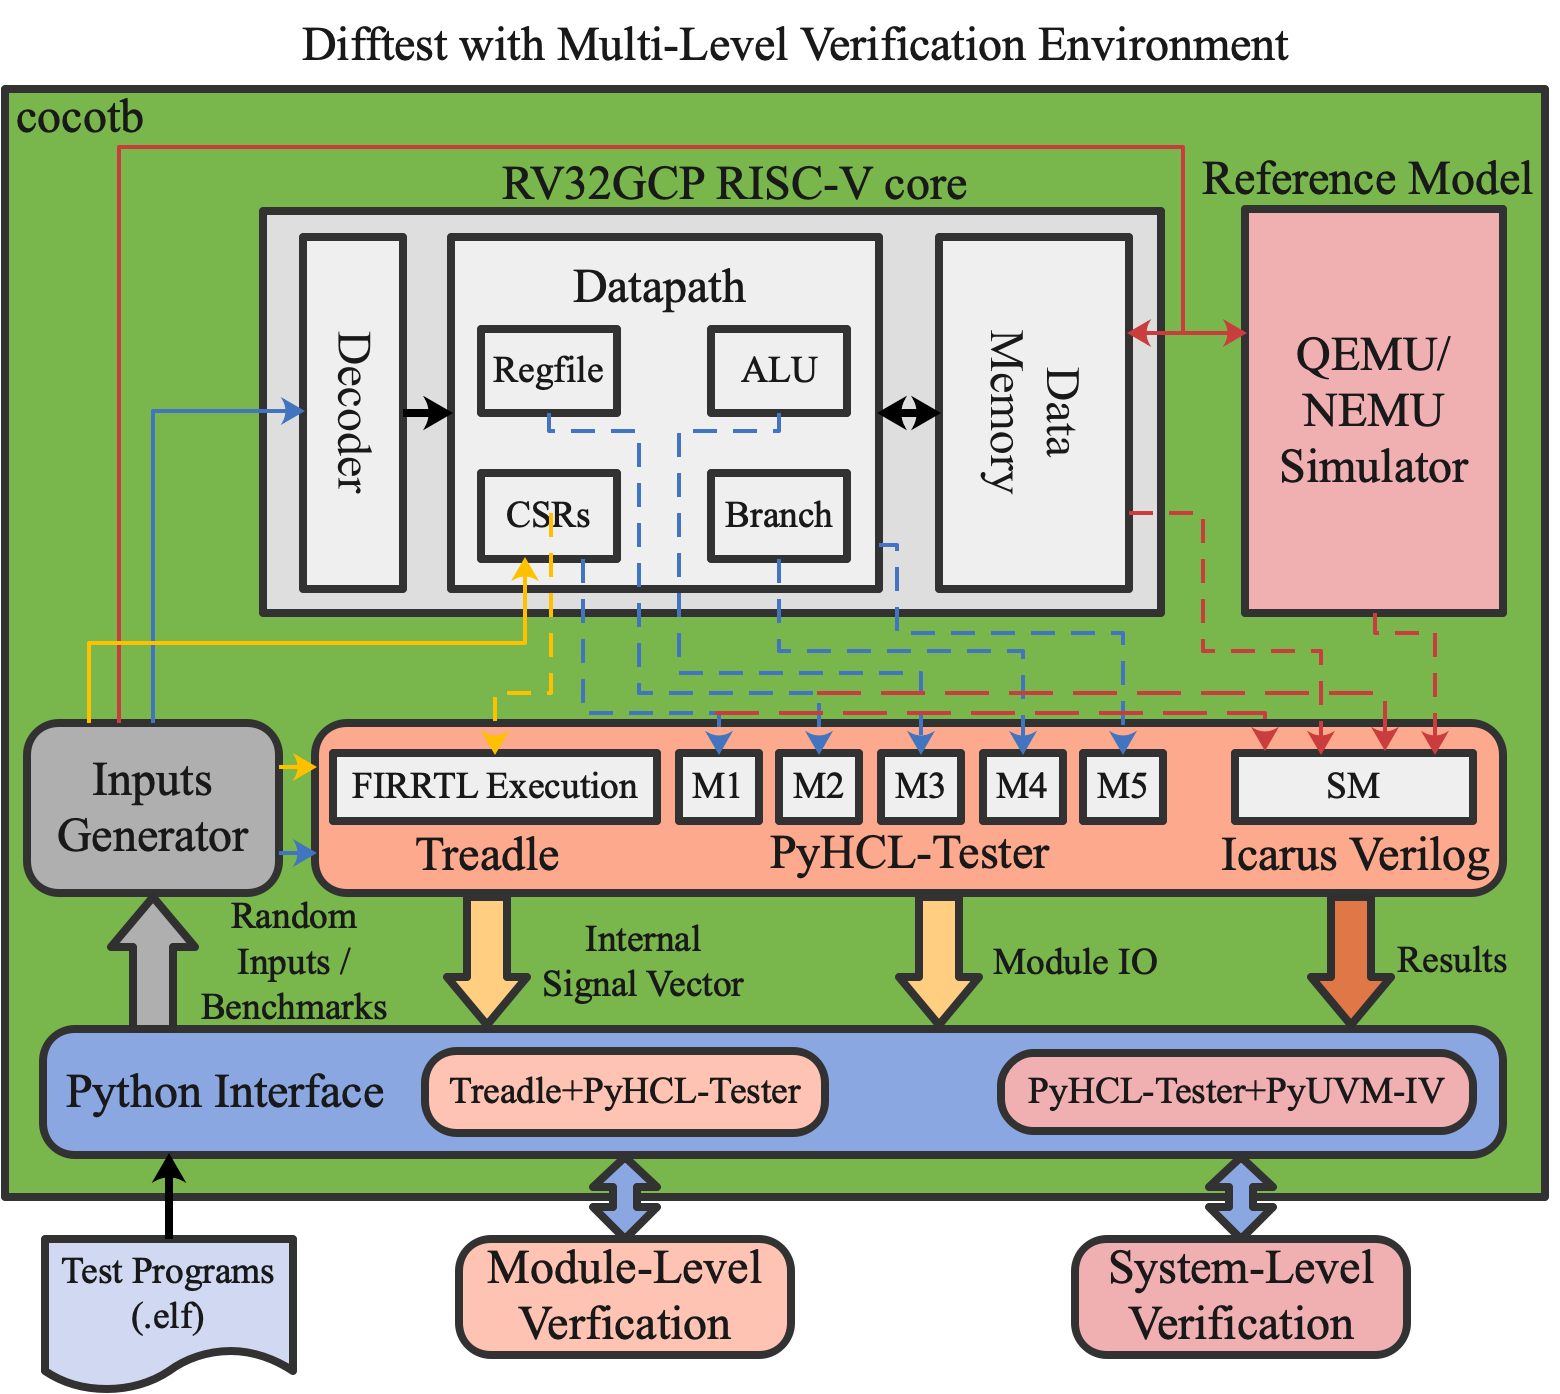 Difftest with Multi-Level Verification Environment
cocotb
RV32GCP RISC-V core
Reference Model
Decoder
Datapath
Regfile
ALU
CSRs
Branch
Data
Memory
QEMU/
NEMU
Simulator
Inputs
Generator
FIRRTL Execution
M1
M2
M3
M4
M5
SM
Treadle
PyHCL-Tester
Icarus Verilog
Random
Inputs /
Benchmarks
Internal
Signal Vector
Module IO
Results
Python Interface
Treadle+PyHCL-Tester
PyHCL-Tester+PyUVM-IV
Test Programs
(.elf)
Module-Level
Verfication
System-Level
Verification